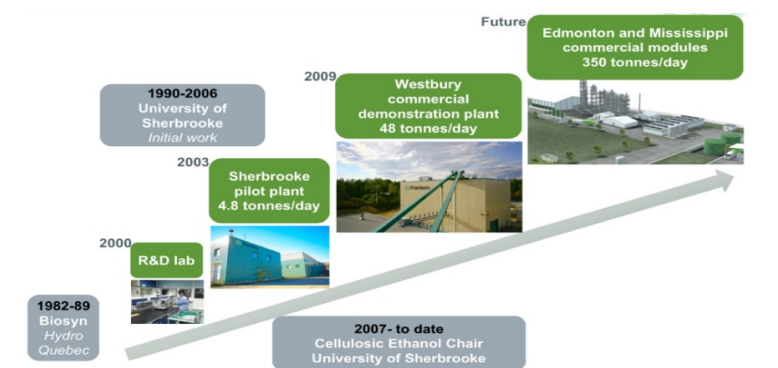 Future
Edmonton and Mississippi
commercial modules
350 tonnes/day
2009
Westbury
commercial
demonstration plant
48 tonnes/day
1990-2006
University of
Sherbrooke
Initial work
2003
Sherbrooke
pilot plant
4.8 tonnes/day
2000
R&D lab
1982-89
Biosyn
Hydro
Quebec
2007- to date
Cellulosic Ethanol Chair
University of Sherbrooke